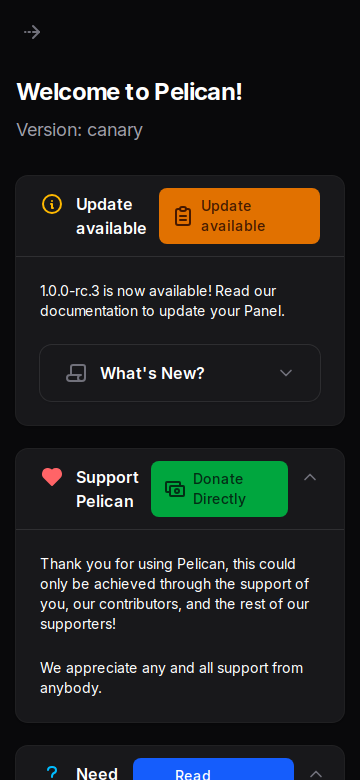 Welcome to Pelican!
Version: canary
Update
available
Update
available
1.0.0-rc.3 is now available! Read our
documentation to update your Panel.
What's New?
Support
Pelican
Donate
Directly
Thank you for using Pelican, this could
only be achieved through the support of
you, our contributors, and the rest of our
supporters!
We appreciate any and all support from
anybody.
Need
Read